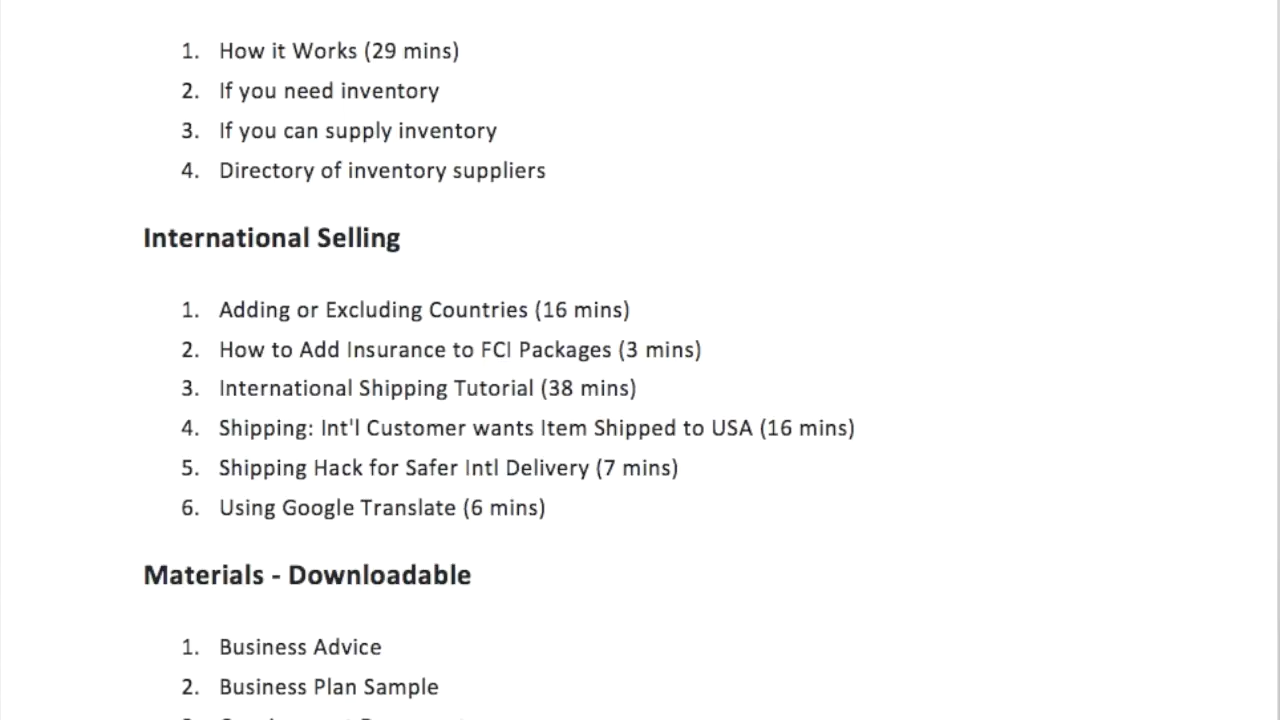 1. How it Works (29 mins)
2. If you need inventory
3. If you can supply inventory
4. Directory of inventory suppliers
International Selling
1. Adding or Excluding Countries (16 mins)
2. How to Add Insurance to FCI Packages (3 mins)
3. International Shipping Tutorial (38 mins)
4. Shipping: Int'l Customer wants Item Shipped to USA (16 mins)
5. Shipping Hack for Safer Intl Delivery (7 mins)
6. Using Google Translate (6 mins)
Materials - Downloadable
1. Business Advice
2. Business Plan Sample